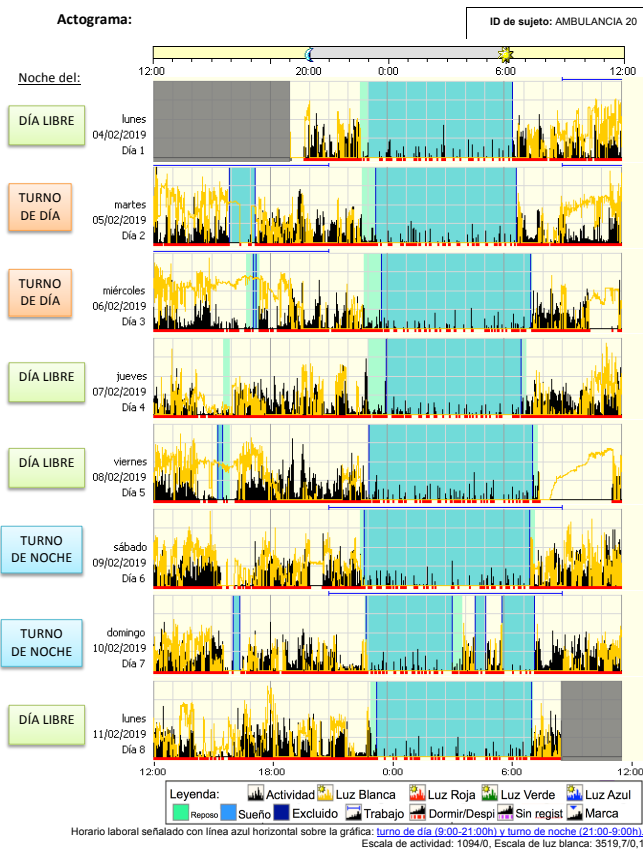 Actograma:
ID de sujeto: AMBULANCIA 20
12:00 20:00 0:00 6:00 12:00
Noche del:
DÍA LIBRE
lunes
04/02/2019
Día 1
TURNO
DE DÍA
martes
05/02/2019
Día 2
TURNO
DE DÍA
miércoles
06/02/2019
Día 3
DÍA LIBRE
jueves
07/02/2019
Día 4
DÍA LIBRE
viernes
08/02/2019
Día 5
TURNO
DE NOCHE
sábado
09/02/2019
Día 6
TURNO
DE NOCHE
domingo
10/02/2019
Día 7
DÍA LIBRE
lunes
11/02/2019
Día 8
12:00 18:00 0:00 6:00 12:00
Leyenda: Actividad Luz Blanca Luz Roja Luz Verde Luz Azul
Reposo Sueño Excluido Trabajo Dormir/Despi Sin regist Marca
Horario laboral señalado con línea azul horizontal sobre la gráfica: turno de día (9:00-21:00h) y turno de noche (21:00-9:00h).
Escala de actividad: 1094/0, Escala de luz blanca: 3519,7/0,1